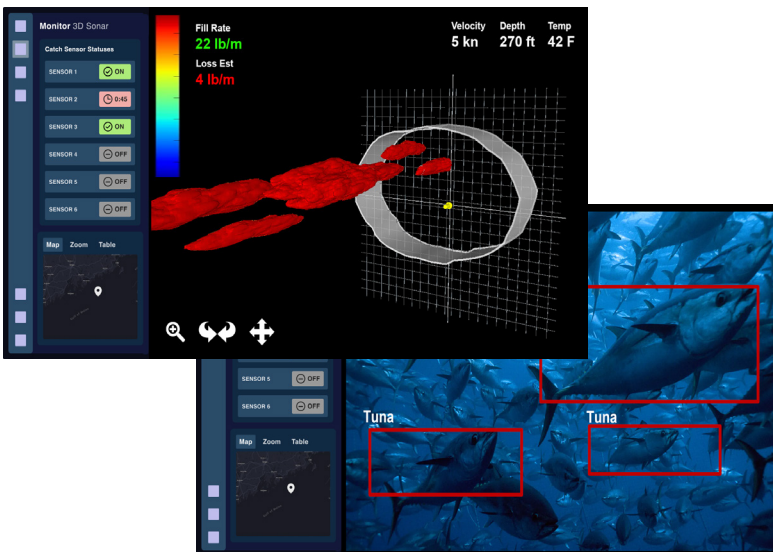 Monitor 3D Sonar
Catch Sensor Statuses
SENSOR 1 ON
SENSOR 2 0:45
SENSOR 3 ON
SENSOR 4 OFF
SENSOR 5 OFF
SENSOR 6 OFF
Map Zoom Table
Fill Rate
22 lb/m
Loss Est
4 lb/m
Velocity Depth Temp
5 kn 270 ft 42 F
SENSOR 5 OFF
SENSOR 6 OFF
Map Zoom Table
Tuna
Tuna